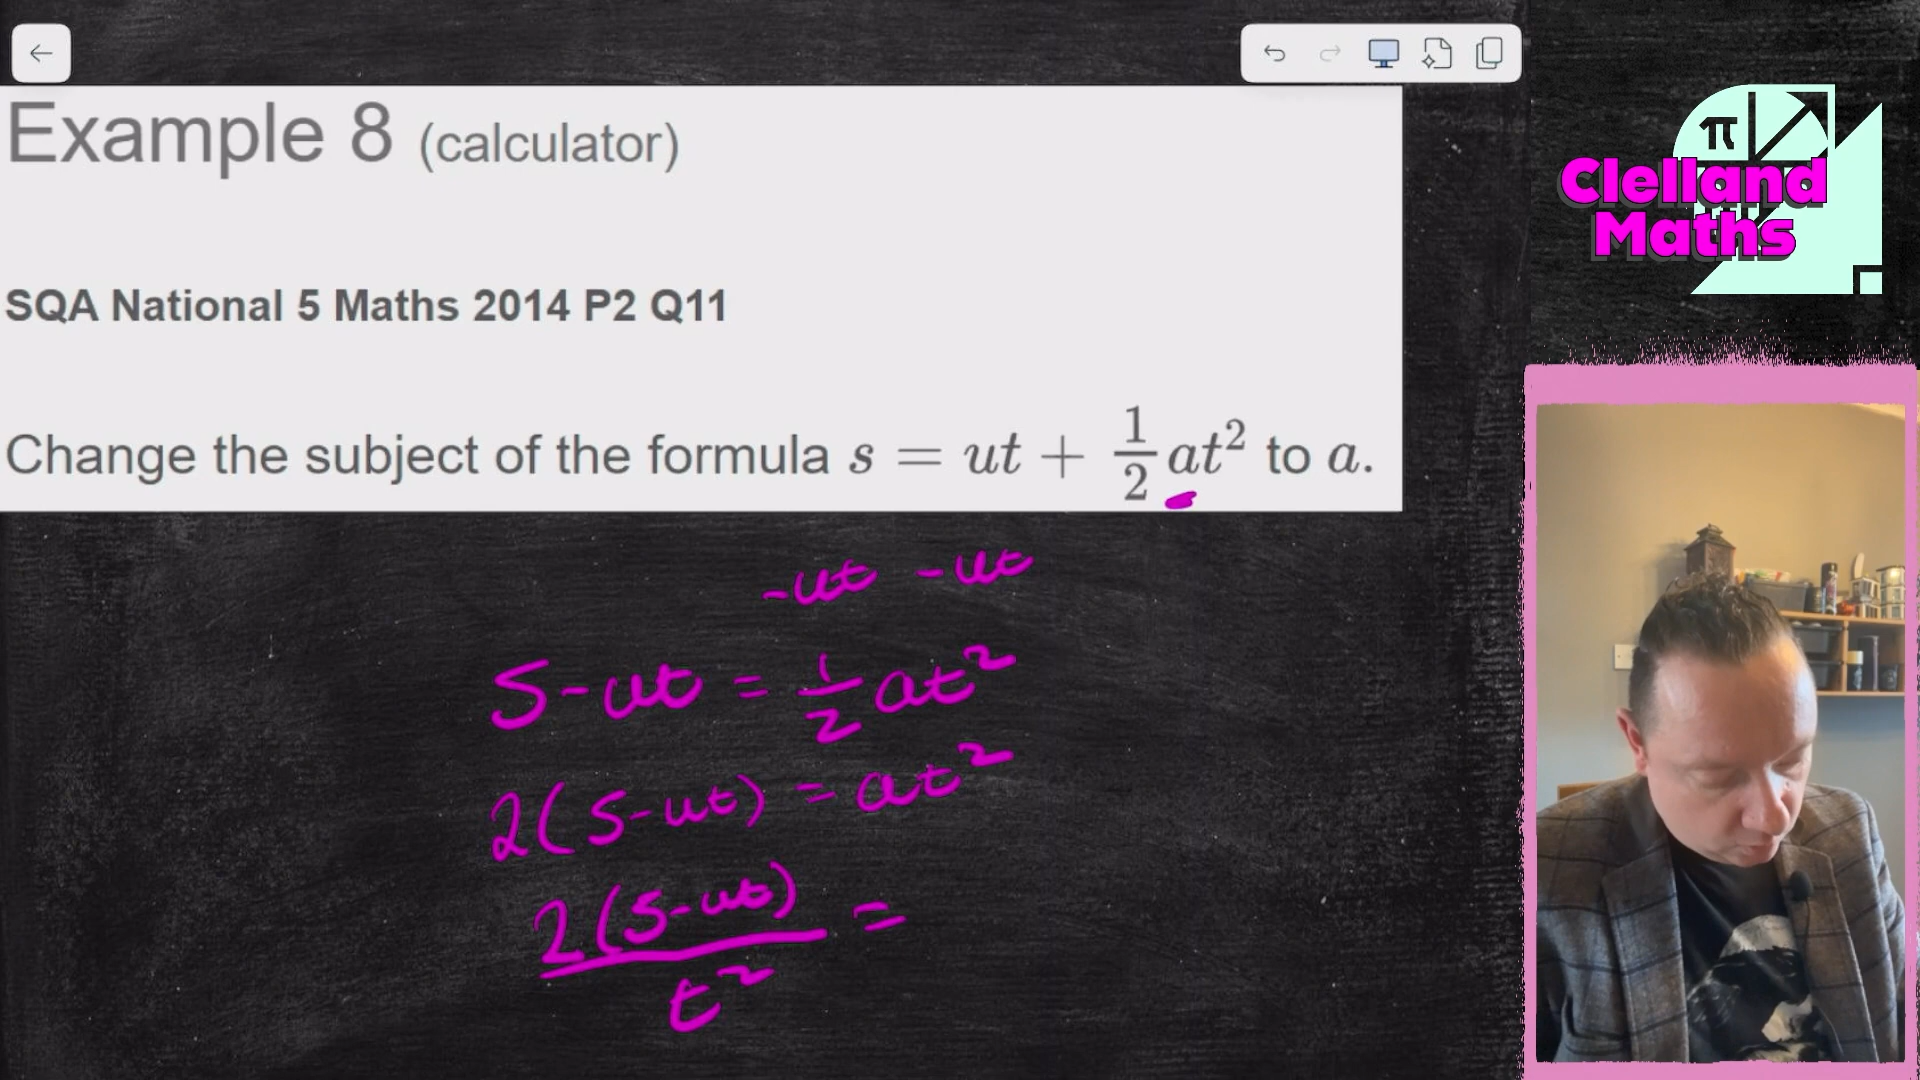 Example 8 (calculator)
SQA National 5 Maths 2014 P2 Q11
Change the subject of the formula s = ut + 1/2 at² to a.
-ut -ut
S-ut = 1/2 at²
2(S-ut) = at²
2(S-ut)/t² =
π
Clelland
Maths